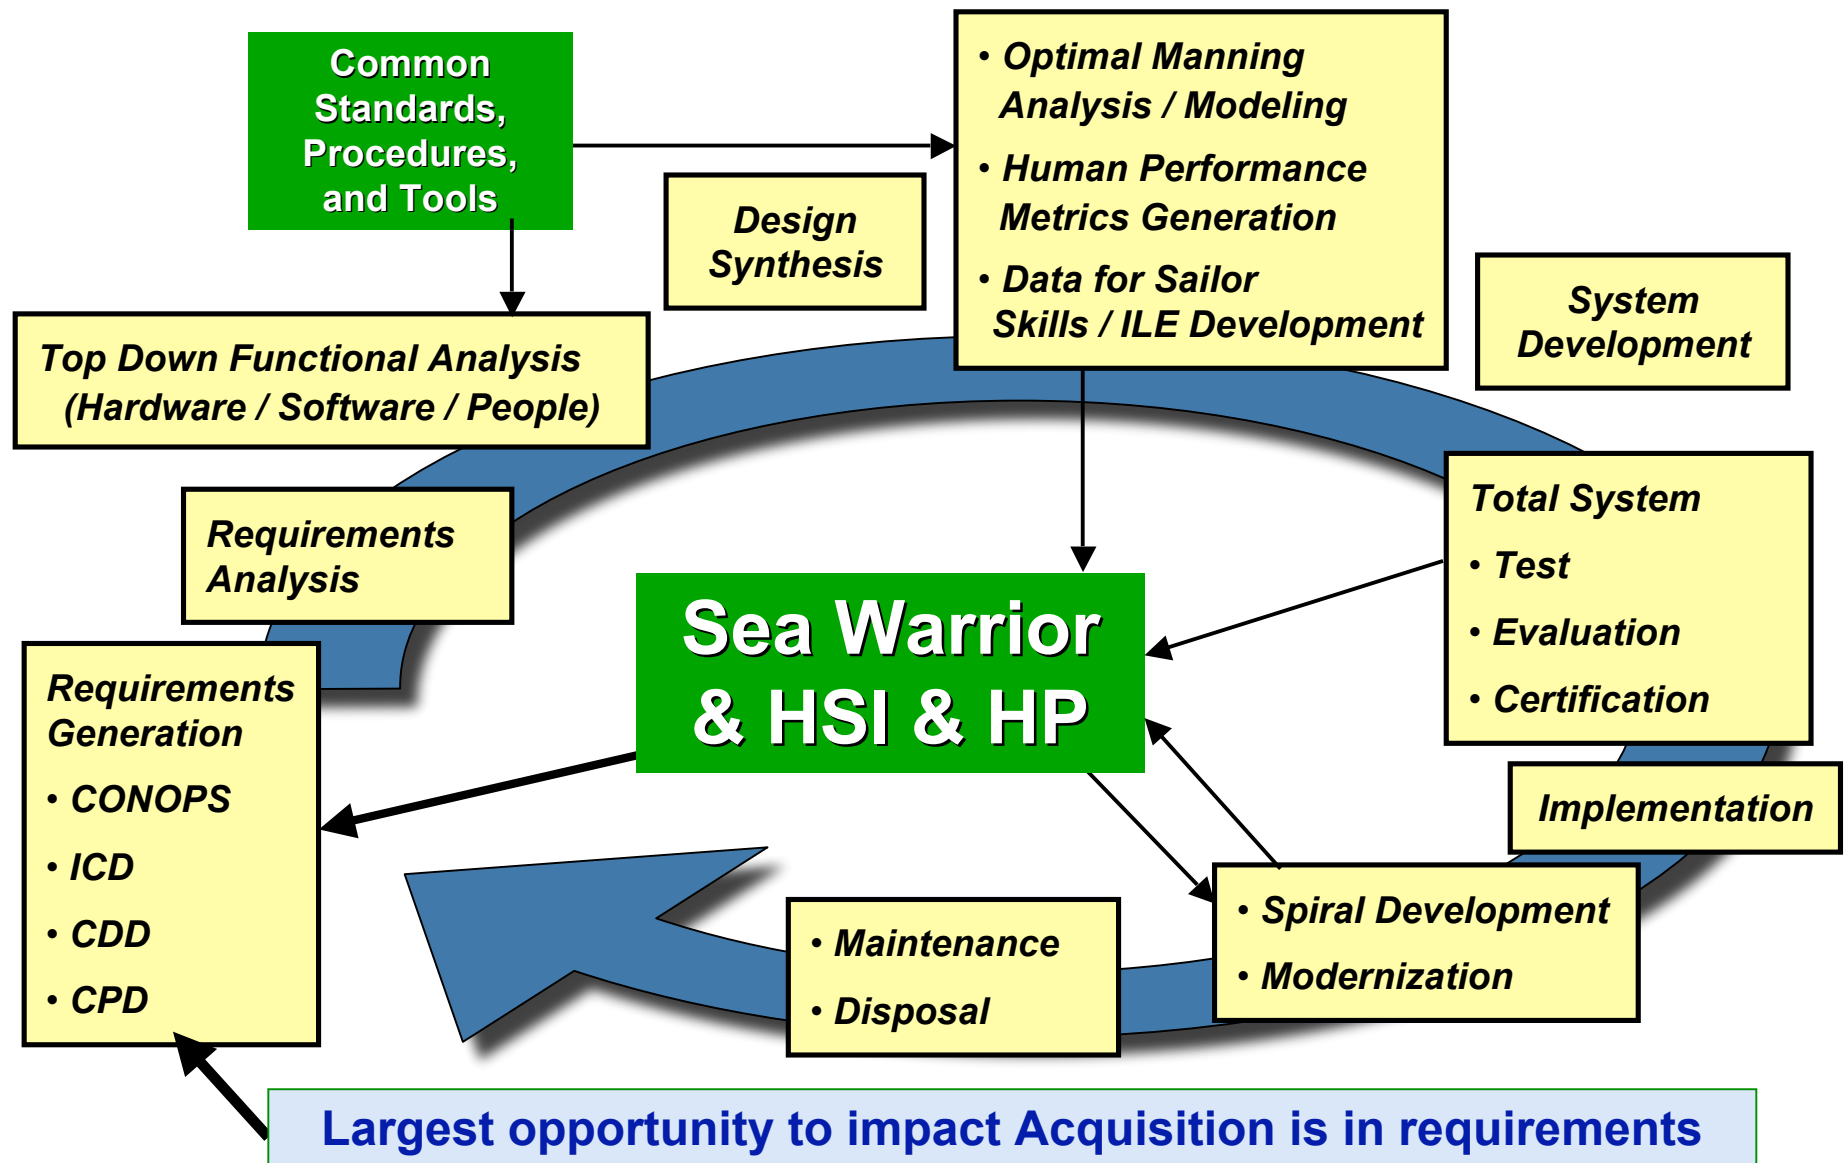 Common
Standards,
Procedures,
and Tools
• Optimal Manning
Analysis / Modeling
• Human Performance
Metrics Generation
• Data for Sailor
Skills / ILE Development
Design
Synthesis
System
Development
Top Down Functional Analysis
(Hardware / Software / People)
Requirements
Analysis
Total System
• Test
• Evaluation
• Certification
Sea Warrior
& HSI & HP
Requirements
Generation
• CONOPS
• ICD
• CDD
• CPD
Implementation
• Spiral Development
• Modernization
• Maintenance
• Disposal
Largest opportunity to impact Acquisition is in requirements